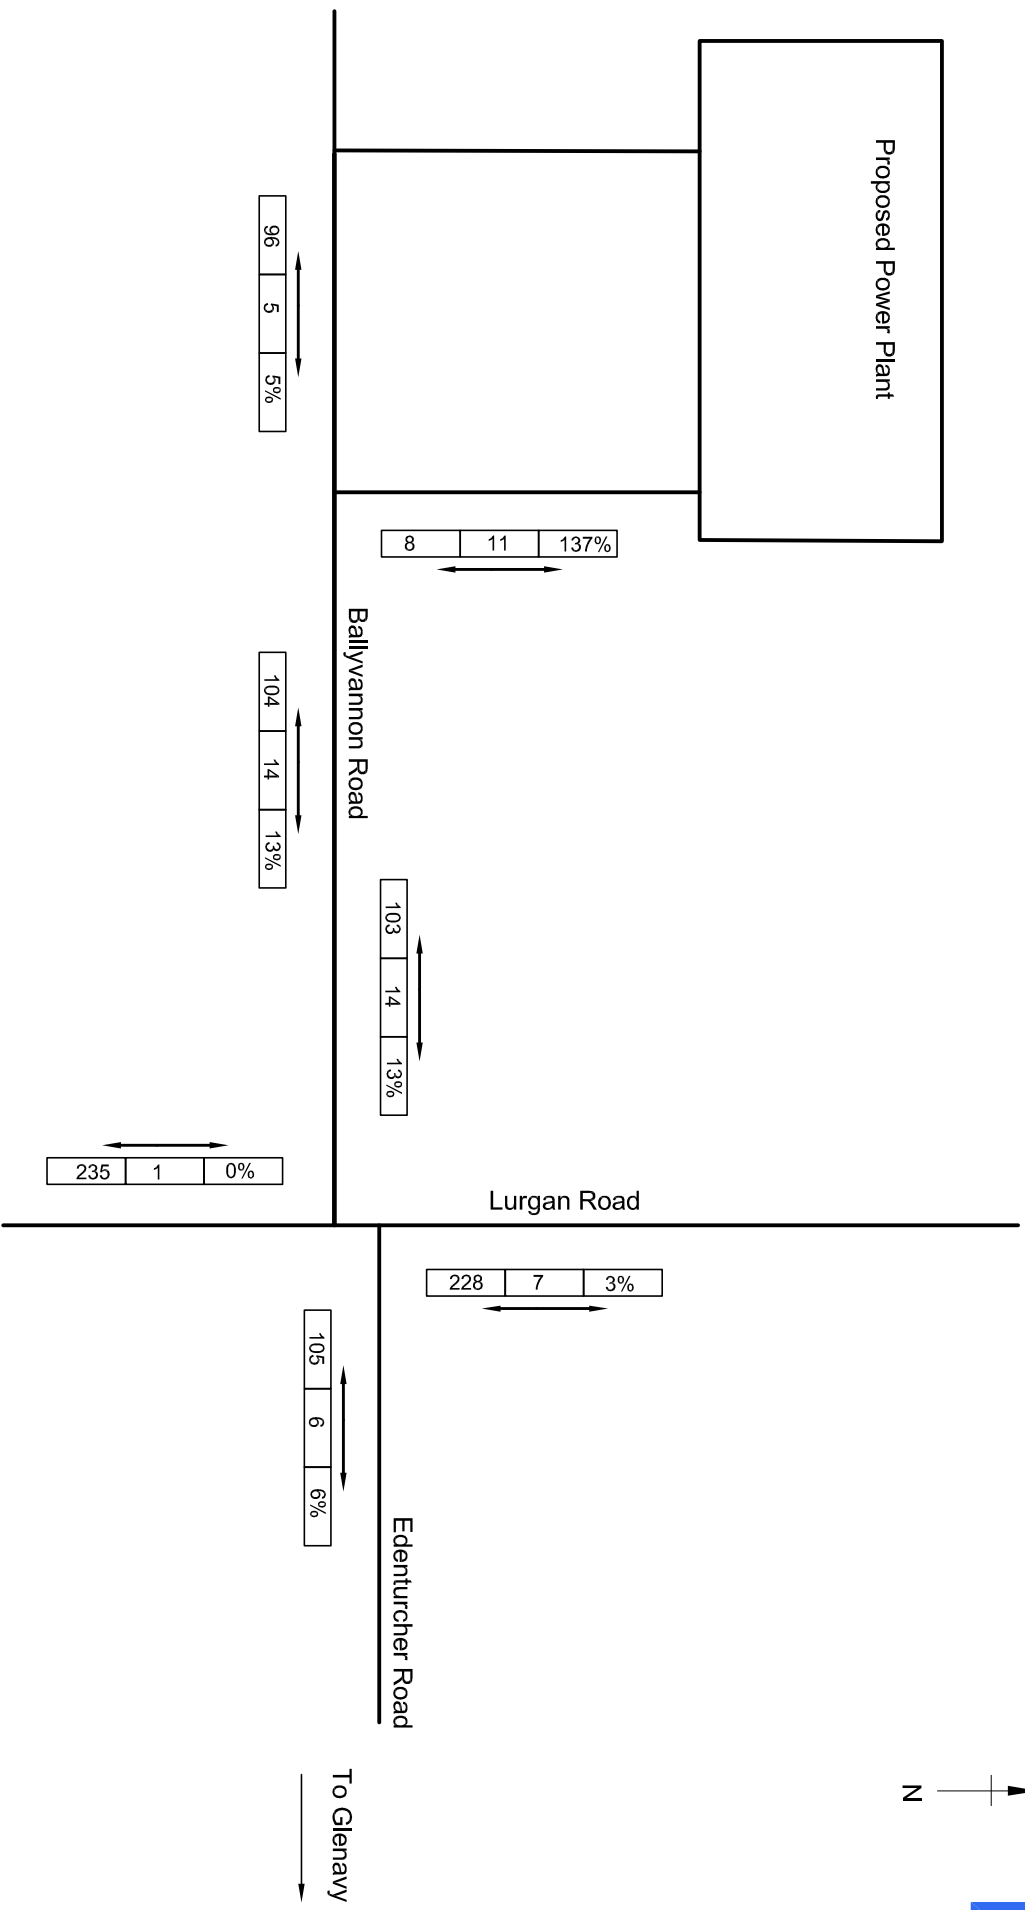 Proposed Power Plant
96 5 5%
8 11 137%
Ballyvannon Road
104 14 13%
103 14 13%
235 1 0%
Lurgan Road
228 7 3%
105 6 6%
Edenturcher Road
To Glenavy
N